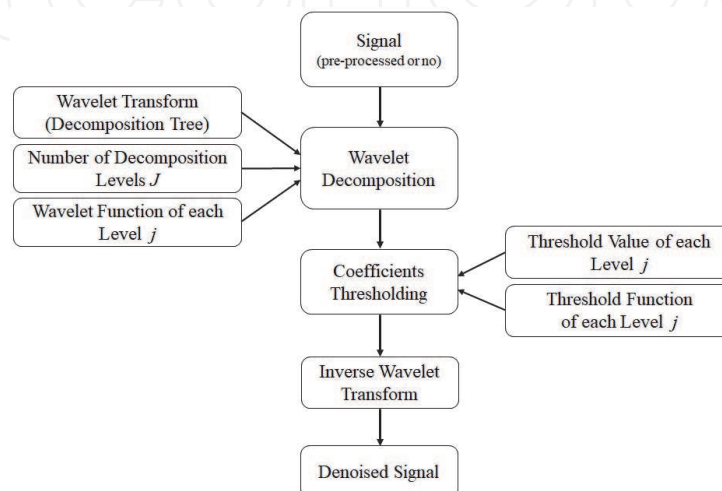 Signal
(pre-processed or no)
Wavelet Transform
(Decomposition Tree)
Number of Decomposition
Levels J
Wavelet Function of each
Level j
Wavelet
Decomposition
Coefficients
Thresholding
Threshold Value of each
Level j
Threshold Function
of each Level j
Inverse Wavelet
Transform
Denoised Signal